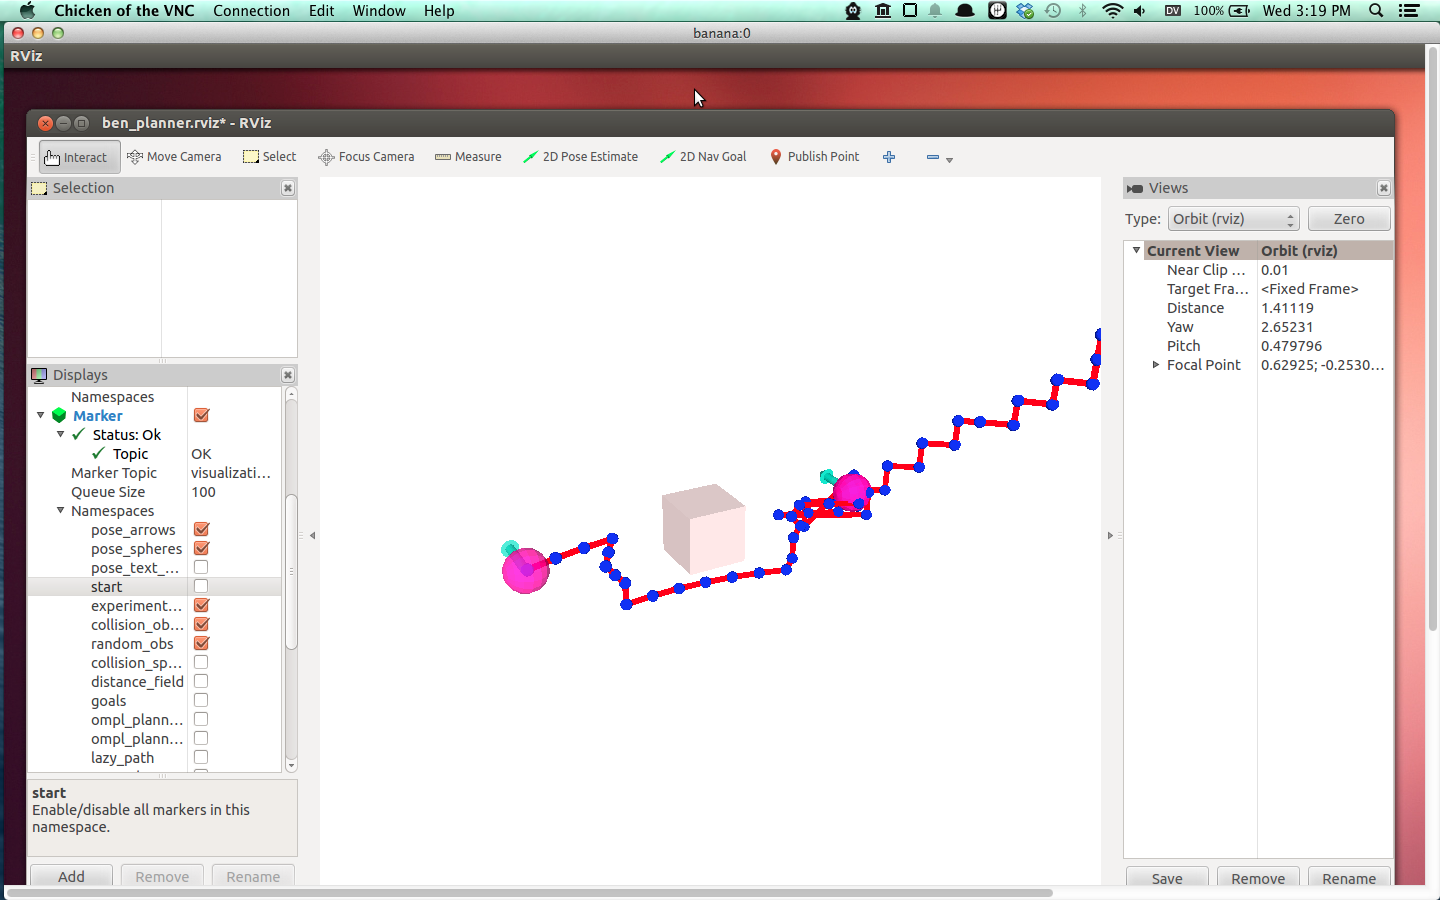 Chicken of the VNC Connection Edit Window Help
DV 100% Wed 3:19 PM
banana:0
RViz
ben_planner.rviz* - RViz
Interact Move Camera Select Focus Camera Measure 2D Pose Estimate 2D Nav Goal Publish Point
Selection
Displays
Namespaces
Marker
Status: Ok
Topic OK
Marker Topic visualizati...
Queue Size 100
Namespaces
pose_arrows
pose_spheres
pose_text_...
start
experiment...
collision_ob...
random_obs
collision_sp...
distance_field
goals
ompl_plann...
ompl_plann...
lazy_path
start
Enable/disable all markers in this
namespace.
Add Remove Rename
Views
Type: Orbit (rviz) Zero
Current View Orbit (rviz)
Near Clip ... 0.01
Target Fra... <Fixed Frame>
Distance 1.41119
Yaw 2.65231
Pitch 0.479796
Focal Point 0.62925; -0.2530...
Save Remove Rename